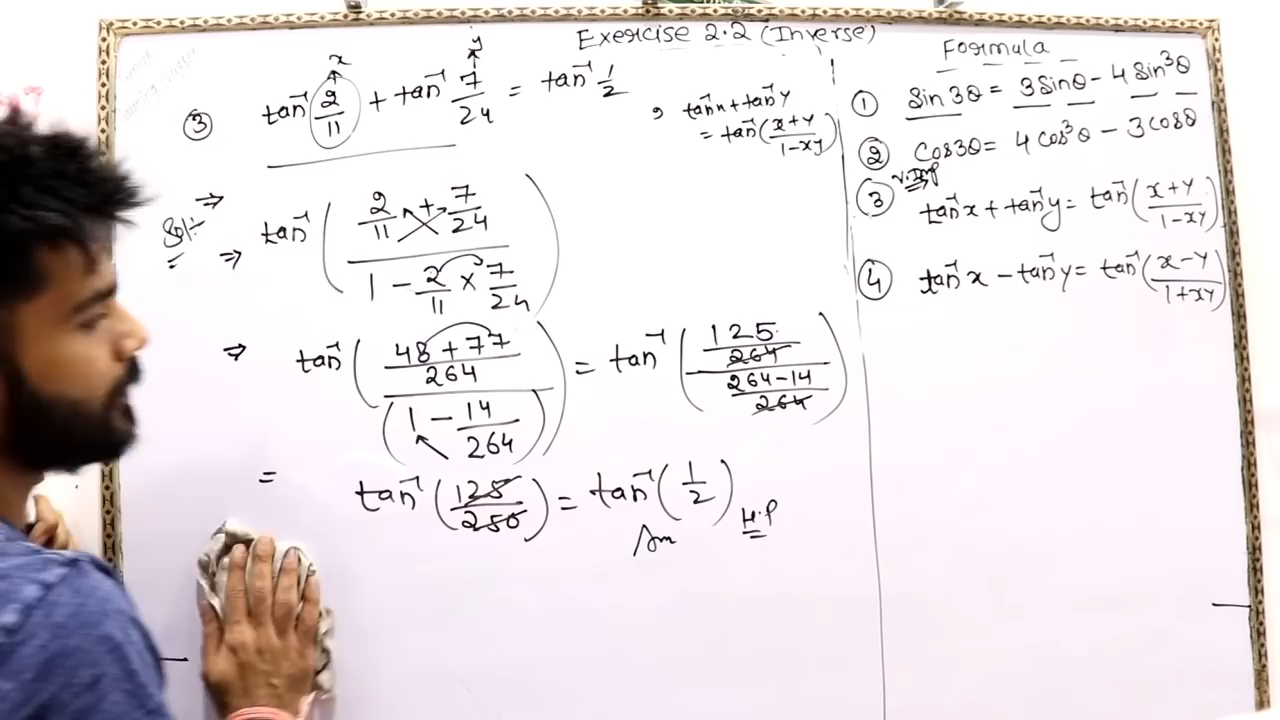 Exercise 2.2 (Inverse)
x
y
③ tan⁻¹ 2/11 + tan⁻¹ 7/24 = tan⁻¹ 1/2
, tan⁻¹x + tan⁻¹y
= tan⁻¹((x+y)/(1-xy))
Sol:-
⇒
⇒ tan⁻¹((2/11 + 7/24)/(1 - 2/11 × 7/24))
⇒ tan⁻¹(((48+77)/264)/(1 - 14/264)) = tan⁻¹((125/264)/((264-14)/264))
= tan⁻¹(125/250) = tan⁻¹(1/2) H.P
Ans
Formula
① Sin3θ = 3Sinθ - 4Sin³θ
② Cos3θ = 4cos³θ - 3cosθ
V.Imp
③ tan⁻¹x + tan⁻¹y = tan⁻¹((x+y)/(1-xy))
④ tan⁻¹x - tan⁻¹y = tan⁻¹((x-y)/(1+xy))